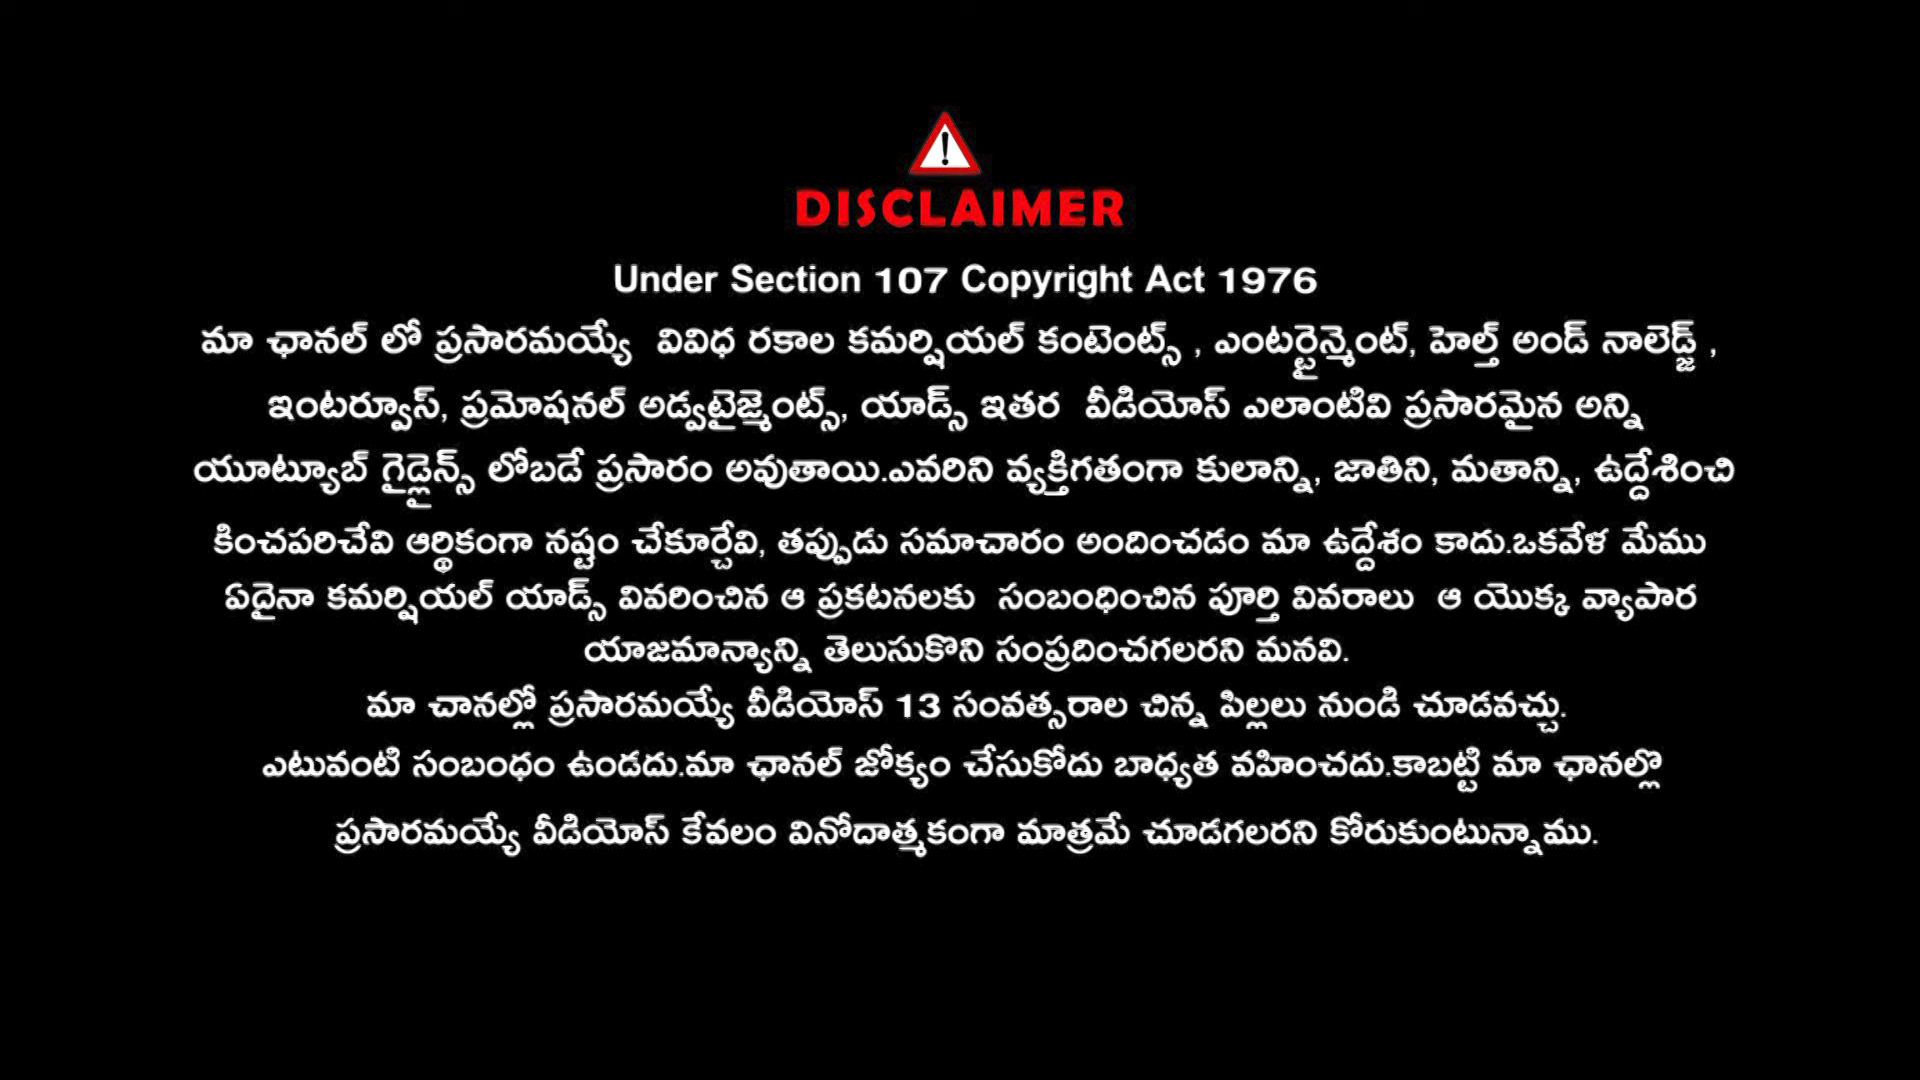 DISCLAIMER
Under Section 107 Copyright Act 1976
మా ఛానల్ లో ప్రసారమయ్యే వివిధ రకాల కమర్షియల్ కంటెంట్స్ , ఎంటర్టైన్మెంట్, హెల్త్ అండ్ నాలెడ్జ్ ,
ఇంటర్వ్యూస్, ప్రమోషనల్ అడ్వటైజ్మెంట్స్, యాడ్స్ ఇతర వీడియోస్ ఎలాంటివి ప్రసారమైన అన్ని
యూట్యూబ్ గైడ్లైన్స్ లోబడే ప్రసారం అవుతాయి.ఎవరిని వ్యక్తిగతంగా కులాన్ని, జాతిని, మతాన్ని, ఉద్దేశించి
కించపరిచేవి ఆర్థికంగా నష్టం చేకూర్చేవి, తప్పుడు సమాచారం అందించడం మా ఉద్దేశం కాదు.ఒకవేళ మేము
ఏదైనా కమర్షియల్ యాడ్స్ వివరించిన ఆ ప్రకటనలకు సంబంధించిన పూర్తి వివరాలు ఆ యొక్క వ్యాపార
యాజమాన్యాన్ని తెలుసుకొని సంప్రదించగలరని మనవి.
మా చానల్లో ప్రసారమయ్యే వీడియోస్ 13 సంవత్సరాల చిన్న పిల్లలు నుండి చూడవచ్చు.
ఎటువంటి సంబంధం ఉండదు.మా ఛానల్ జోక్యం చేసుకోదు బాధ్యత వహించదు.కాబట్టి మా ఛానల్లొ
ప్రసారమయ్యే వీడియోస్ కేవలం వినోదాత్మకంగా మాత్రమే చూడగలరని కోరుకుంటున్నాము.